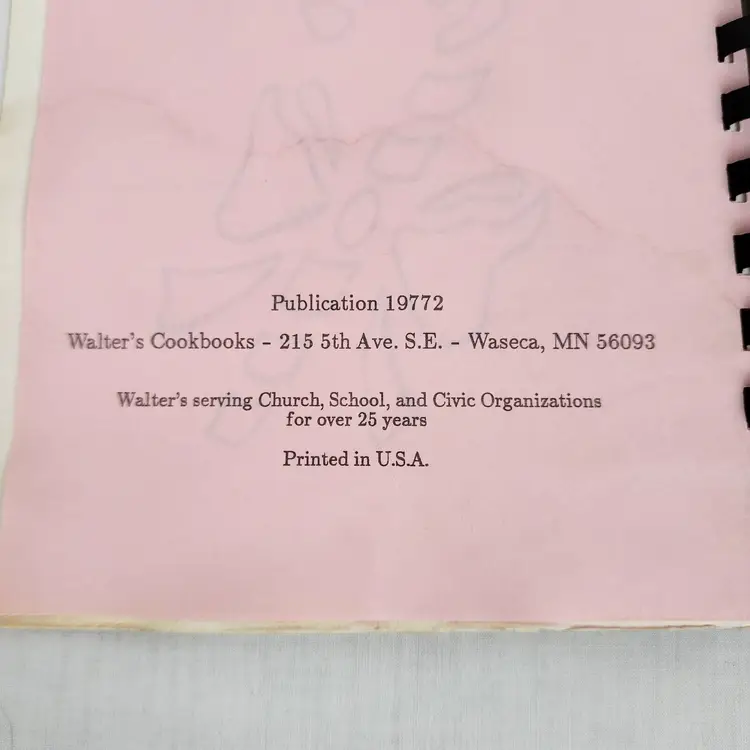 Publication 19772
Walter's Cookbooks - 215 5th Ave. S.E. - Waseca, MN 56093
Walter's serving Church, School, and Civic Organizations
for over 25 years
Printed in U.S.A.